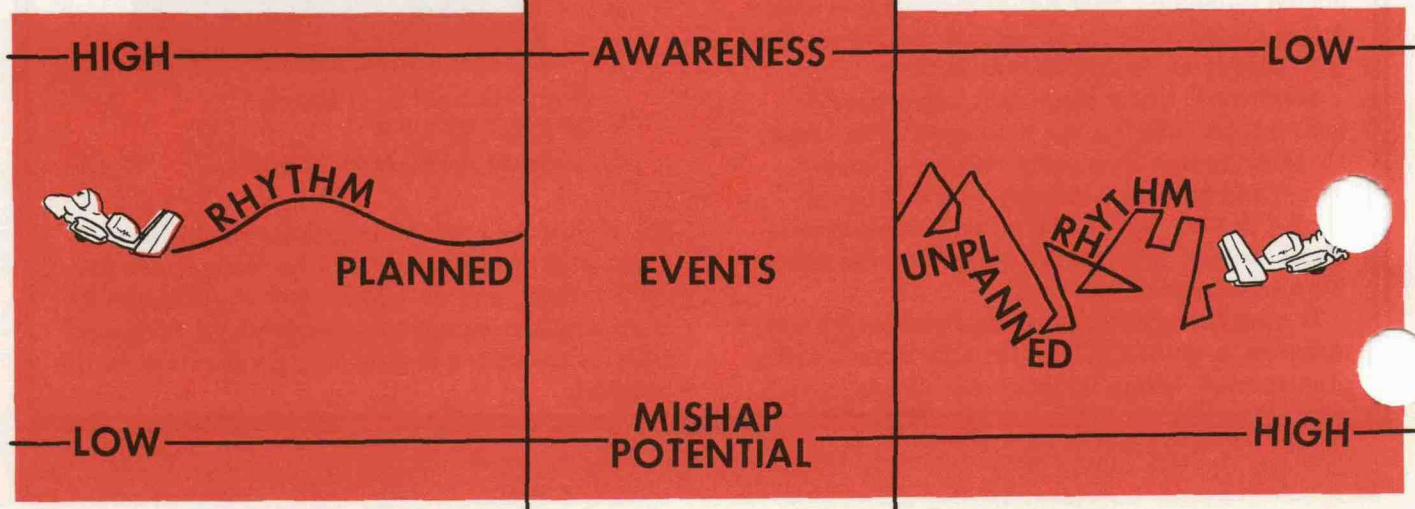 HIGH AWARENESS LOW
RHYTHM
PLANNED
EVENTS
UNPLANNED
RHYTHM
LOW MISHAP POTENTIAL HIGH